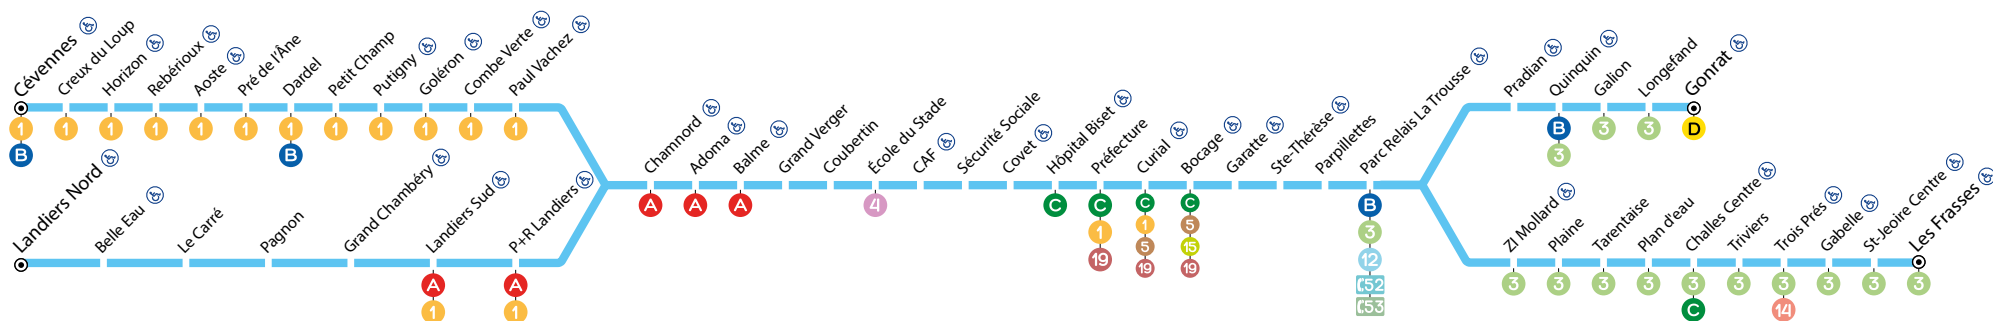 Cévennes
1
B
Creux du Loup
1
Horizon
1
Rebérioux
1
Aoste
1
Pré de l'Âne
1
Dardel
1
B
Petit Champ
1
Putigny
1
Goléron
1
Combe Verte
1
Paul Vachez
1
Landiers Nord
Belle Eau
Le Carré
Pagnon
Grand Chambéry
Landiers Sud
A
1
P+R Landiers
A
1
Chamnord
A
Adoma
A
Balme
A
Grand Verger
Coubertin
École du Stade
4
CAF
Sécurité Sociale
Covet
Hôpital Biset
C
Préfecture
C
1
19
Curial
C
1
5
19
Bocage
C
5
15
19
Garatte
Ste-Thérèse
Parpillettes
Parc Relais La Trousse
B
3
12
52
53
Pradian
Quinquin
B
3
Galion
3
Longefand
3
Gonrat
D
ZI Mollard
3
Plaine
3
Tarentaise
3
Plan d'eau
3
Challes Centre
3
C
Triviers
3
Trois Prés
3
14
Gabelle
3
St-Jeoire Centre
3
Les Frasses
3